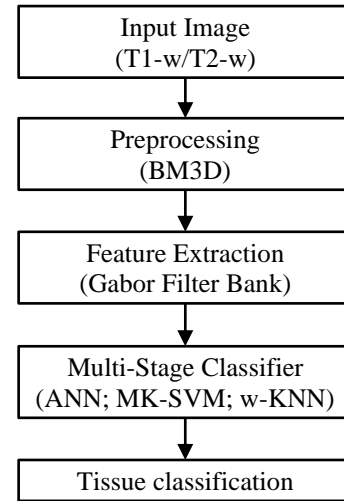 Input Image
(T1-w/T2-w)
Preprocessing
(BM3D)
Feature Extraction
(Gabor Filter Bank)
Multi-Stage Classifier
(ANN; MK-SVM; w-KNN)
Tissue classification